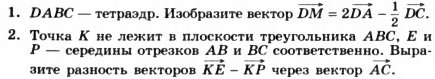 1. DABC — тетраэдр. Изобразите вектор DM = 2DA − 1/2 DC.
2. Точка K не лежит в плоскости треугольника ABC, E и
P — середины отрезков AB и BC соответственно. Выра-
зите разность векторов KE − KP через вектор AC.